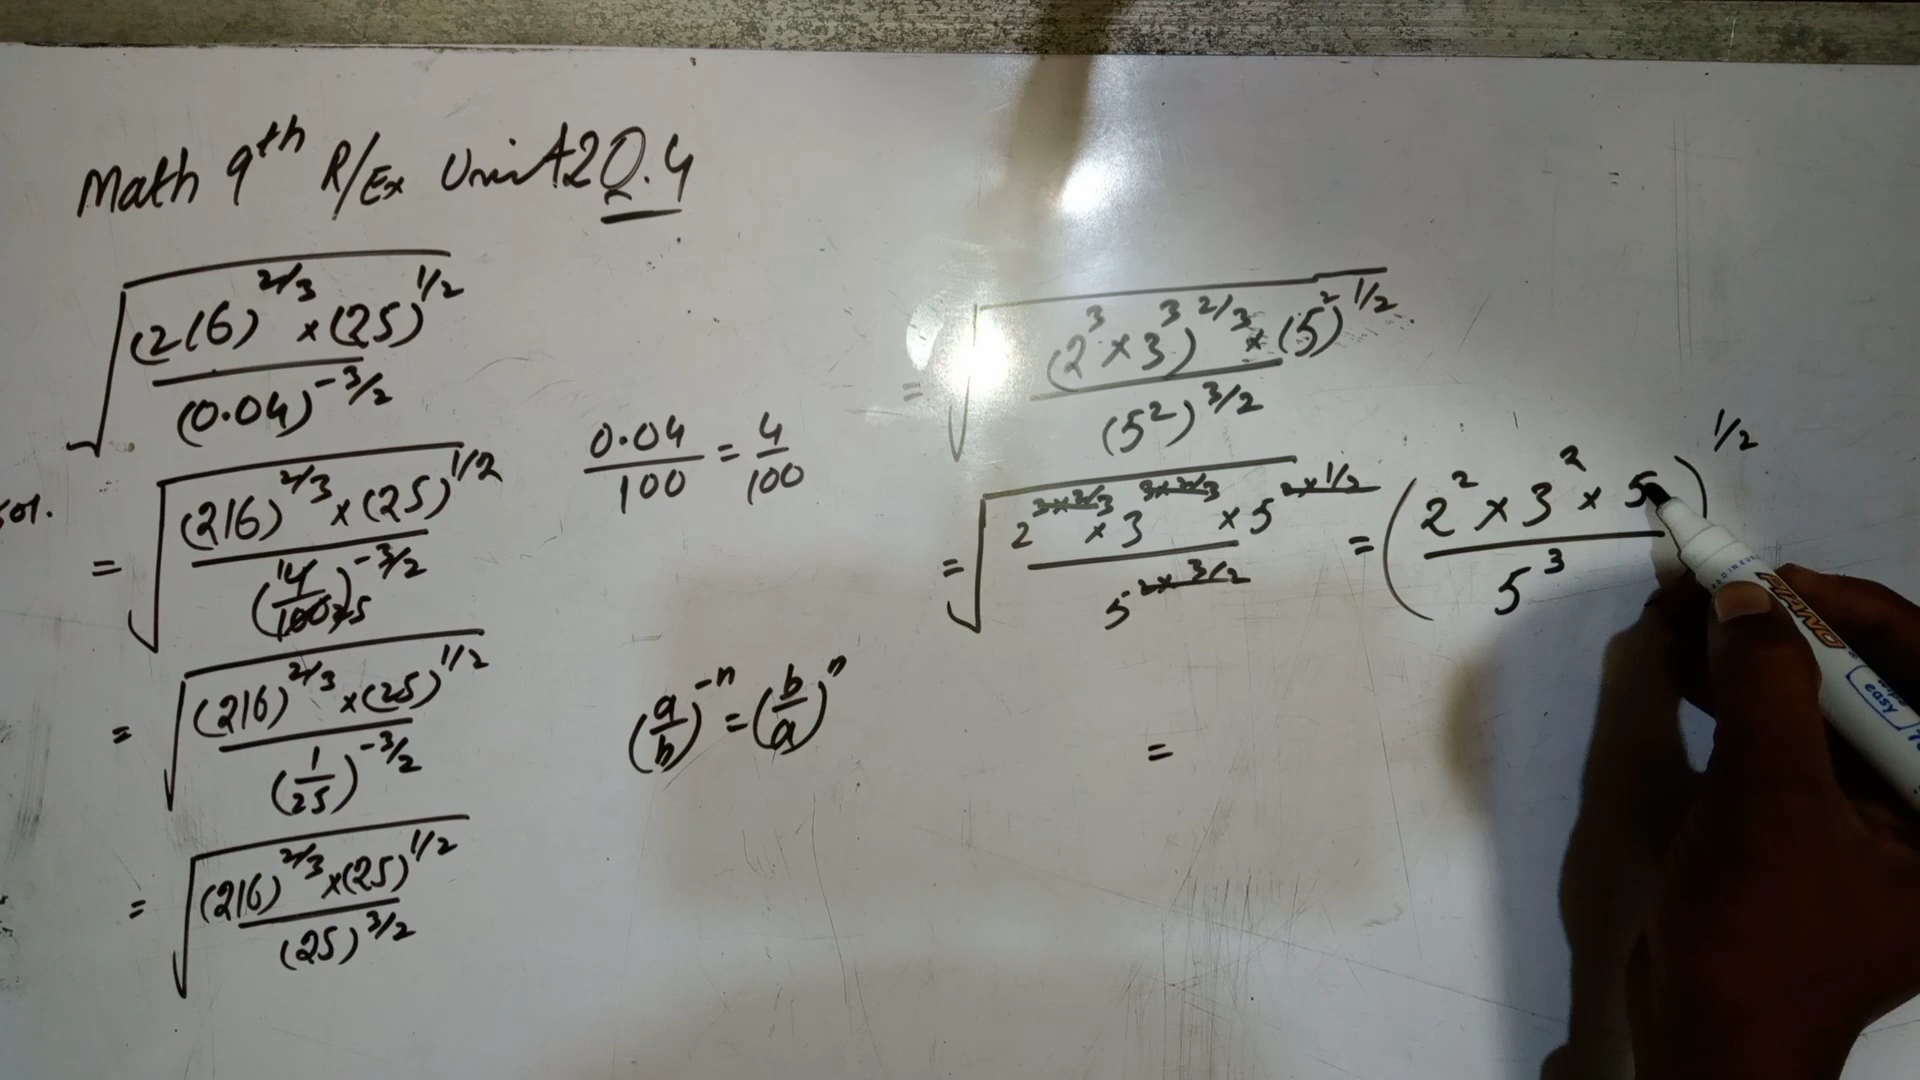 Math 9th R/Ex Unit 2 Q.4
√((216)^2/3 × (25)^1/2 / (0.04)^-3/2)
sol.
= √((216)^2/3 × (25)^1/2 / (4/100)^-3/2)
1
25
= √((216)^2/3 × (25)^1/2 / (1/25)^-3/2)
= √((216)^2/3 × (25)^1/2 / (25)^3/2)
0.04/100 = 4/100
(a/b)^-n = (b/a)^n
= √((2^3 × 3^3)^2/3 × (5^2)^1/2 / (5^2)^3/2)
= √(2^3×2/3 × 3^3×2/3 × 5^2×1/2 / 5^2×3/2) = (2^2 × 3^2 × 5 / 5^3)^1/2
=
easy